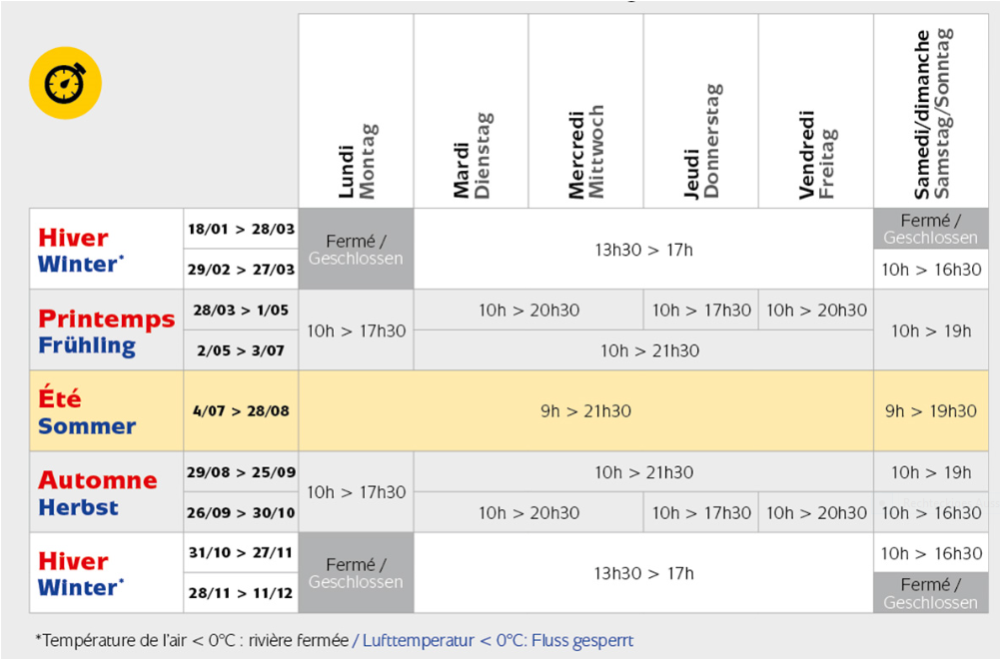 Lundi
Montag
Mardi
Dienstag
Mercredi
Mittwoch
Jeudi
Donnerstag
Vendredi
Freitag
Samedi/dimanche
Samstag/Sonntag
Hiver
Winter*
18/01 > 28/03
29/02 > 27/03
Fermé /
Geschlossen
13h30 > 17h
Fermé /
Geschlossen
10h > 16h30
Printemps
Frühling
28/03 > 1/05
2/05 > 3/07
10h > 17h30
10h > 20h30
10h > 17h30
10h > 20h30
10h > 21h30
10h > 19h
Été
Sommer
4/07 > 28/08
9h > 21h30
9h > 19h30
Automne
Herbst
29/08 > 25/09
26/09 > 30/10
10h > 17h30
10h > 21h30
10h > 20h30
10h > 17h30
10h > 20h30
10h > 19h
10h > 16h30
Hiver
Winter*
31/10 > 27/11
28/11 > 11/12
Fermé /
Geschlossen
13h30 > 17h
10h > 16h30
Fermé /
Geschlossen
*Température de l'air < 0°C : rivière fermée / Lufttemperatur < 0°C: Fluss gesperrt